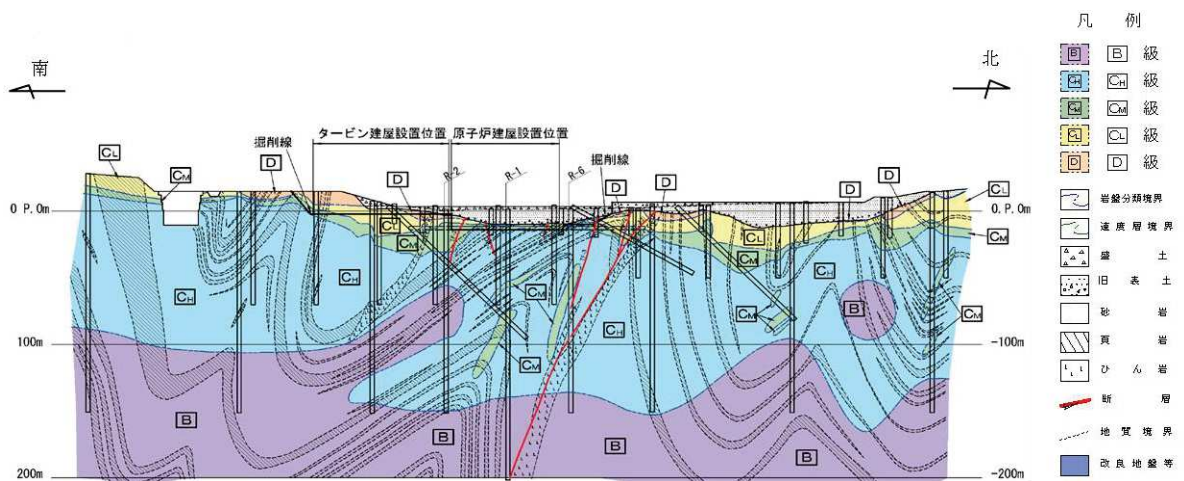 南
北
タービン建屋設置位置 原子炉建屋設置位置
掘削線
R-2
R-1
R-6
掘削線
CL
CM
D
D
D
D
D
D
CL
CM
0 P.0m
0.P.0m
CL
CM
CH
CH
CH
CH
CL
CM
CM
CM
CM
CM
B
100m
-100m
B
B
B
B
200m
-200m
凡 例
B B 級
CH CH 級
CM CM 級
CL CL 級
D D 級
岩盤分類境界
速度層境界
盛 土
旧 表 土
砂 岩
頁 岩
ひ ん 岩
断 層
地質境界
改良地盤等